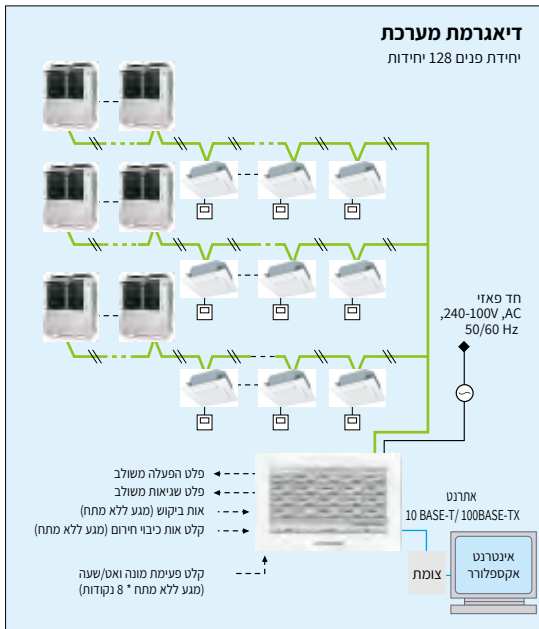 דיאגרמת מערכת
יחידת פנים 128 יחידות
חד פאזי
240-100V ,AC,
50/60 Hz
פלט הפעלה משולב
פלט שגיאות משולב
אות ביקוש (מגע ללא מתח)
קלט אות כיבוי חירום (מגע ללא מתח)
קלט פעימת מונה ואט/שעה
(מגע ללא מתח * 8 נקודות)
אתרנט
10 BASE-T/ 100BASE-TX
צומת
אינטרנט
אקספלורר